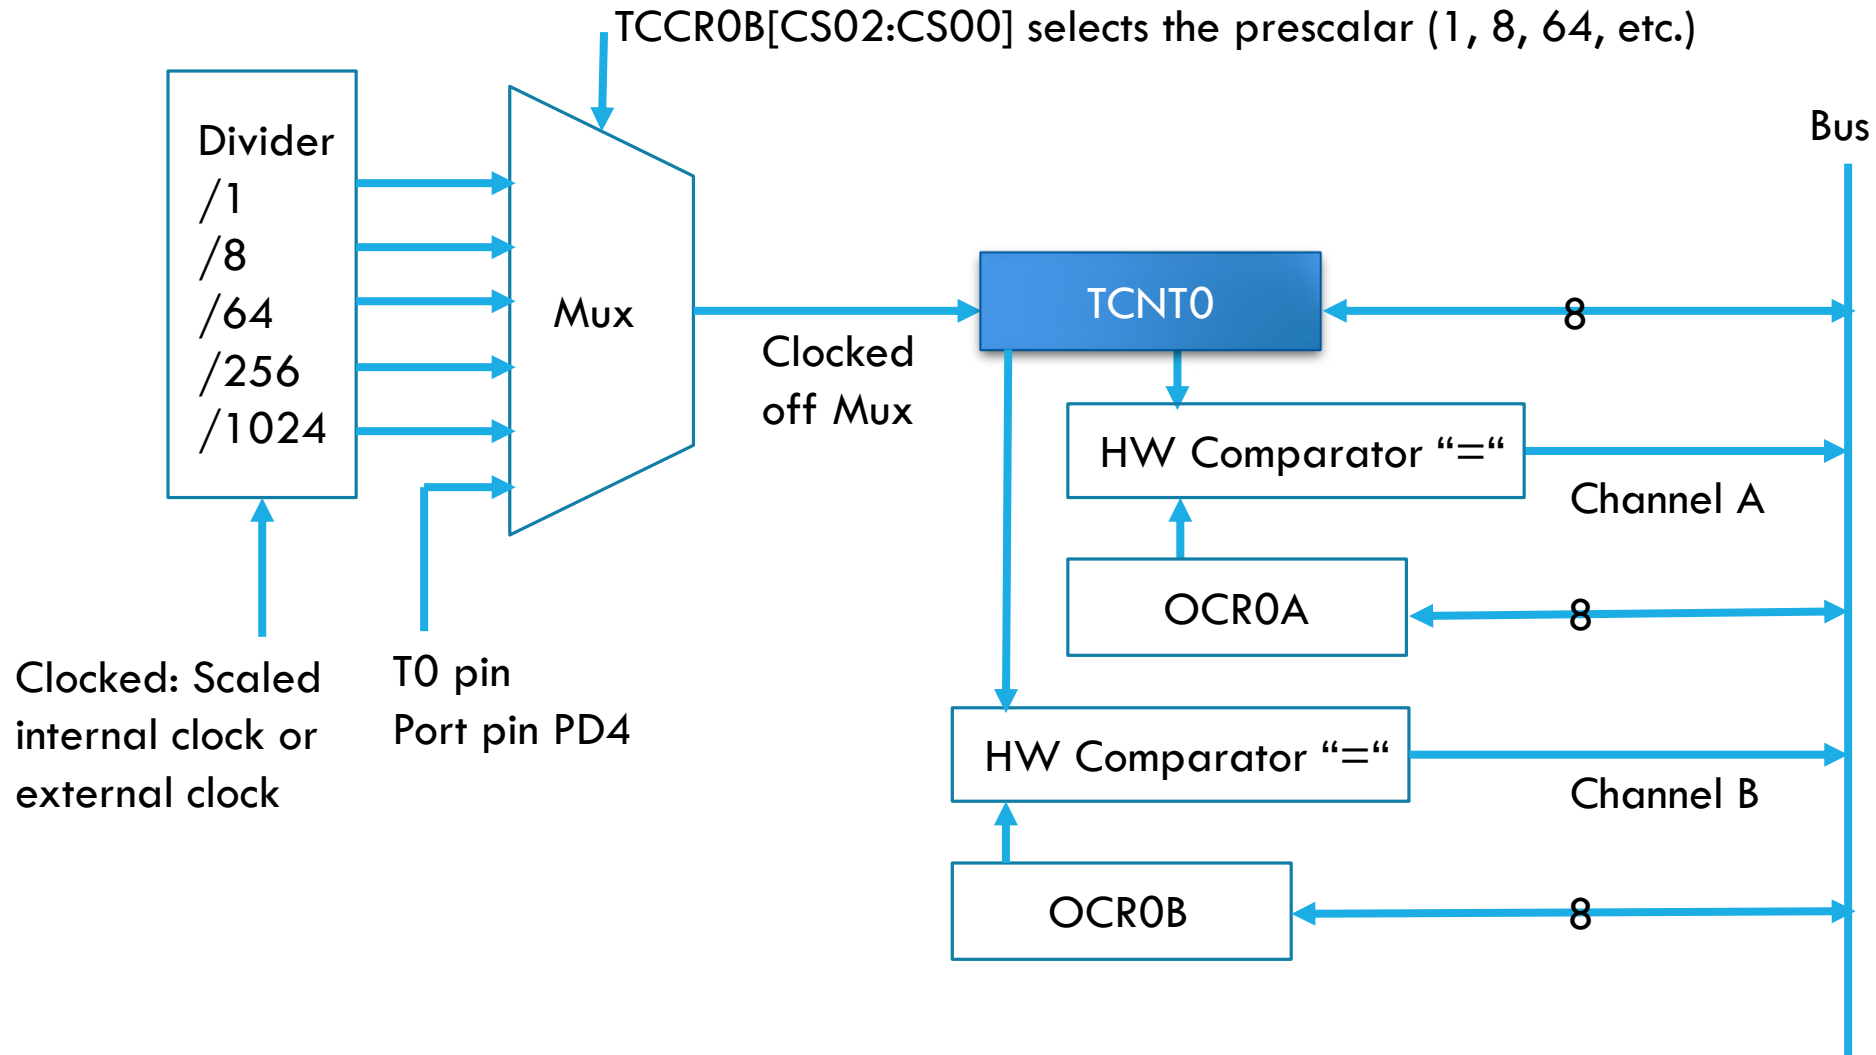 TCCR0B[CS02:CS00] selects the prescalar (1, 8, 64, etc.)
Divider
/1
/8
/64
/256
/1024
Mux
Bus
TCNT0
8
Clocked
off Mux
HW Comparator “=“
Channel A
OCR0A
8
Clocked: Scaled
internal clock or
external clock
T0 pin
Port pin PD4
HW Comparator “=“
Channel B
OCR0B
8